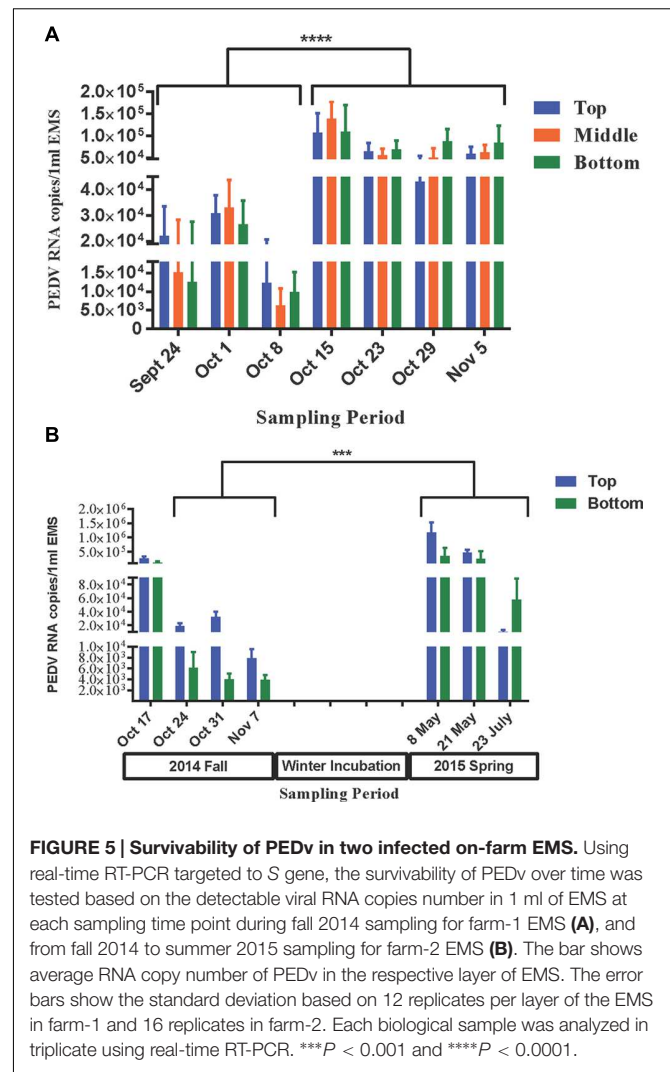 A
****
PEDV RNA copies/1ml EMS
2.0×10⁵
1.5×10⁵
1.0×10⁵
5.0×10⁴
4.0×10⁴
3.0×10⁴
2.0×10⁴
1.5×10⁴
1.0×10⁴
5.0×10³
0
Top
Middle
Bottom
Sept 24
Oct 1
Oct 8
Oct 15
Oct 23
Oct 29
Nov 5
Sampling Period
B
***
PEDV RNA copies/1ml EMS
2.0×10⁶
1.5×10⁶
1.0×10⁶
5.0×10⁵
8.0×10⁴
6.0×10⁴
4.0×10⁴
2.0×10⁴
1.0×10⁴
8.0×10³
6.0×10³
4.0×10³
2.0×10³
Top
Bottom
Oct 17
Oct 24
Oct 31
Nov 7
8 May
21 May
23 July
2014 Fall
Winter Incubation
2015 Spring
Sampling Period
FIGURE 5 | Survivability of PEDv in two infected on-farm EMS. Using
real-time RT-PCR targeted to S gene, the survivability of PEDv over time was
tested based on the detectable viral RNA copies number in 1 ml of EMS at
each sampling time point during fall 2014 sampling for farm-1 EMS (A), and
from fall 2014 to summer 2015 sampling for farm-2 EMS (B). The bar shows
average RNA copy number of PEDv in the respective layer of EMS. The error
bars show the standard deviation based on 12 replicates per layer of the EMS
in farm-1 and 16 replicates in farm-2. Each biological sample was analyzed in
triplicate using real-time RT-PCR. ***P < 0.001 and ****P < 0.0001.